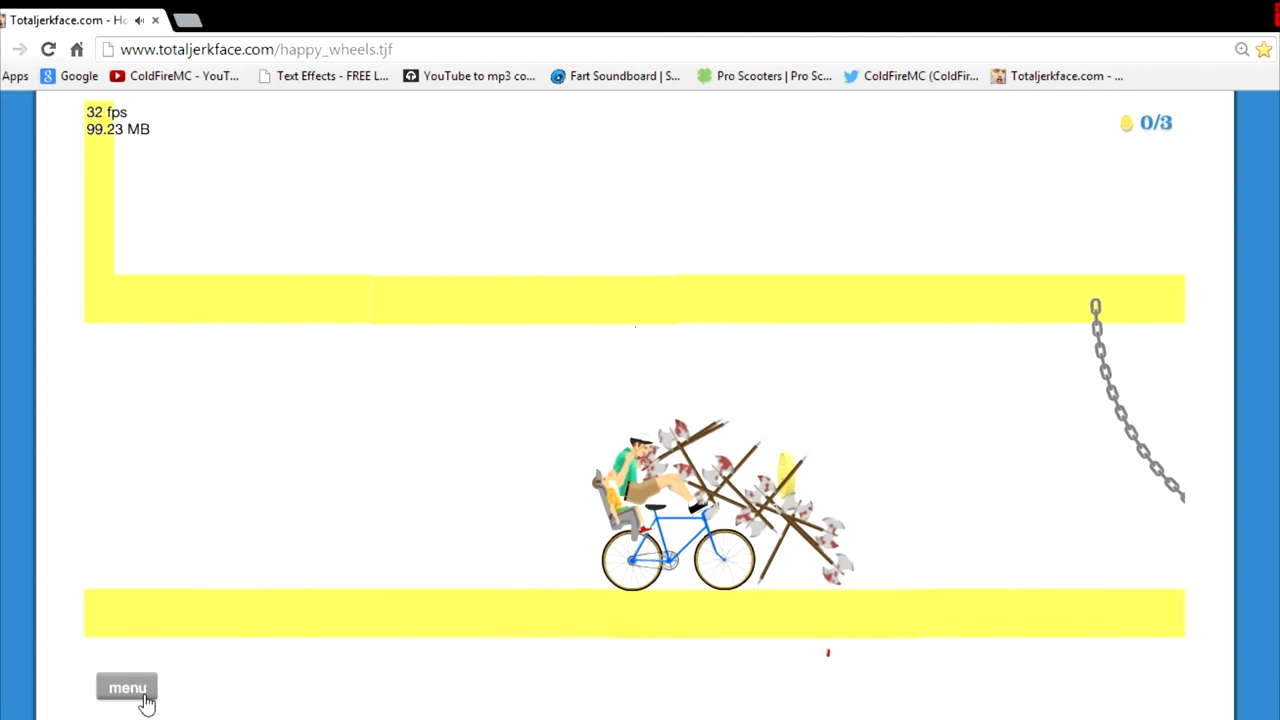 Totaljerkface.com - Ho
www.totaljerkface.com/happy_wheels.tjf
Apps Google ColdFireMC - YouT... Text Effects - FREE L... YouTube to mp3 co... Fart Soundboard | S... Pro Scooters | Pro Sc... ColdFireMC (ColdFir... Totaljerkface.com - ...
32 fps
99.23 MB
0/3
menu